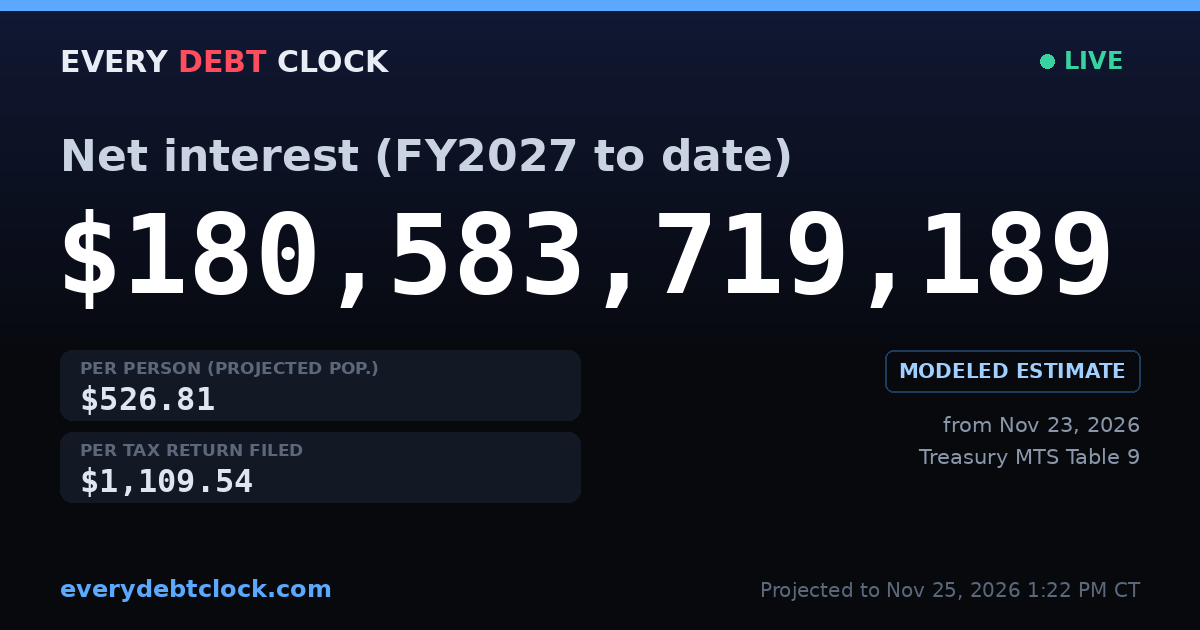 EVERY DEBT CLOCK
LIVE
Net interest (FY2027 to date)
$180,583,719,189
PER PERSON (PROJECTED POP.)
$526.81
PER TAX RETURN FILED
$1,109.54
MODELED ESTIMATE
from Nov 23, 2026
Treasury MTS Table 9
everydebtclock.com
Projected to Nov 25, 2026 1:22 PM CT